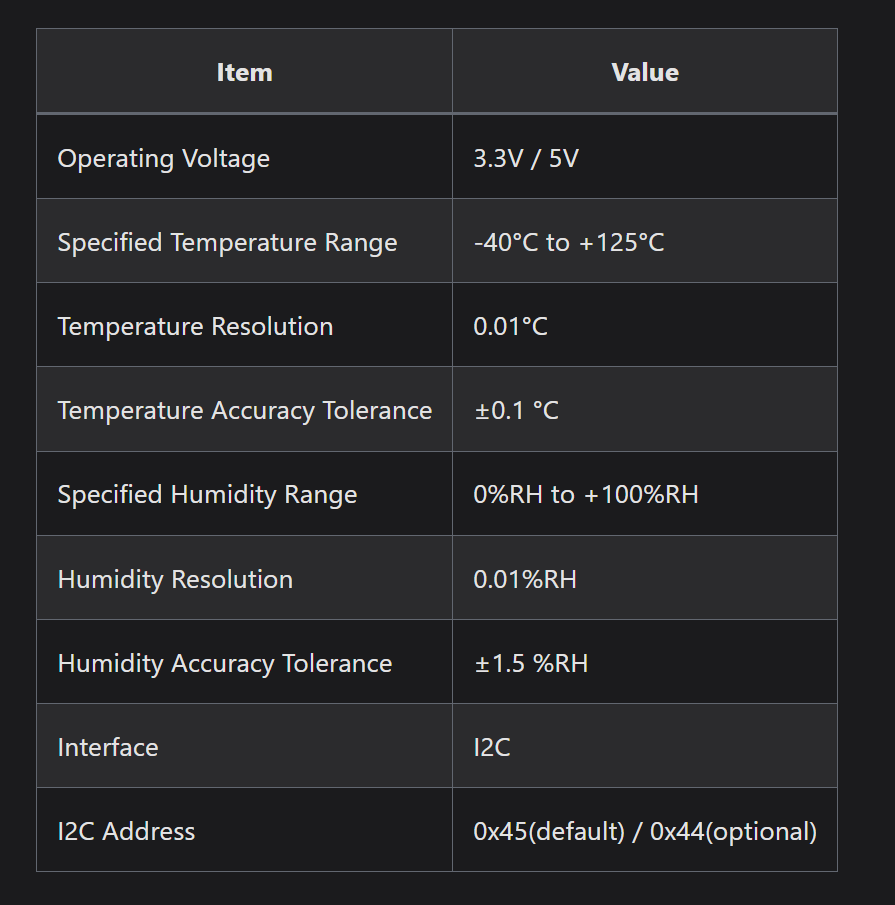 Item Value
Operating Voltage 3.3V / 5V
Specified Temperature Range -40°C to +125°C
Temperature Resolution 0.01°C
Temperature Accuracy Tolerance ±0.1 °C
Specified Humidity Range 0%RH to +100%RH
Humidity Resolution 0.01%RH
Humidity Accuracy Tolerance ±1.5 %RH
Interface I2C
I2C Address 0x45(default) / 0x44(optional)